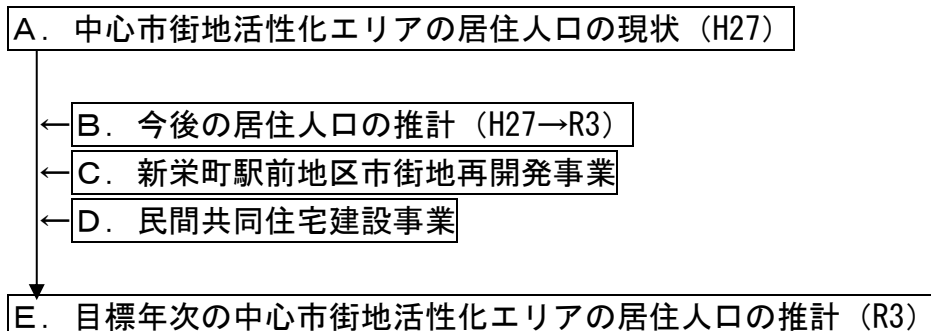 A．中心市街地活性化エリアの居住人口の現状（H27）
←B．今後の居住人口の推計（H27→R3）
←C．新栄町駅前地区市街地再開発事業
←D．民間共同住宅建設事業
E．目標年次の中心市街地活性化エリアの居住人口の推計（R3）